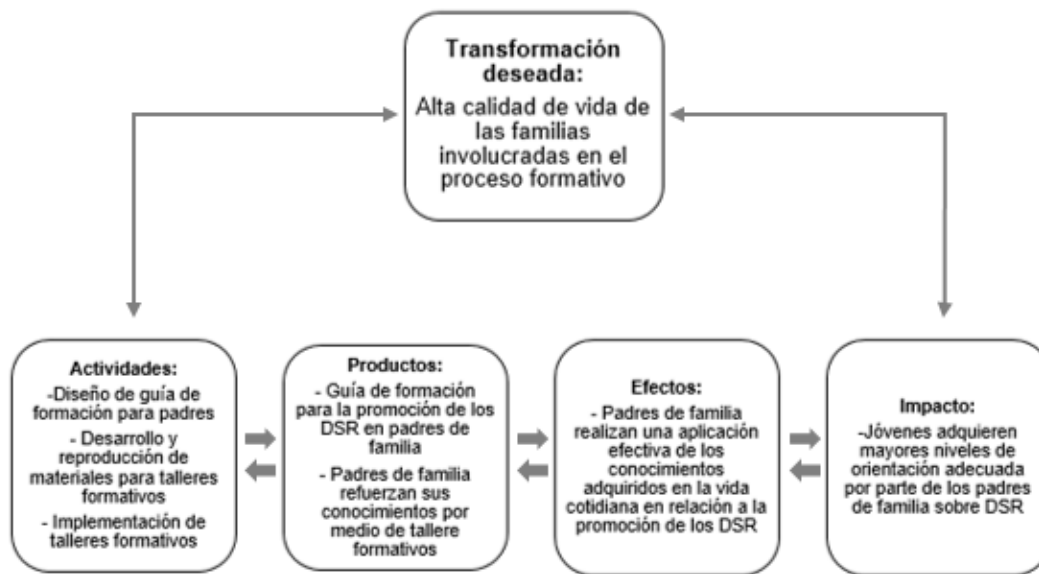 Transformación
deseada:
Alta calidad de vida de
las familias
involucradas en el
proceso formativo
Actividades:
-Diseño de guía de
formación para padres
- Desarrollo y
reproducción de
materiales para talleres
formativos
- Implementación de
talleres formativos
Productos:
- Guía de formación
para la promoción de los
DSR en padres de
familia
- Padres de familia
refuerzan sus
conocimientos por
medio de tallere
formativos
Efectos:
- Padres de familia
realizan una aplicación
efectiva de los
conocimientos
adquiridos en la vida
cotidiana en relación a la
promoción de los DSR
Impacto:
-Jóvenes adquieren
mayores niveles de
orientación adecuada
por parte de los padres
de familia sobre DSR